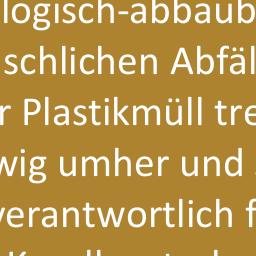 logisch-abbaub
schlichen Abfäl
r Plastikmüll tre
wig umher und
verantwortlich f